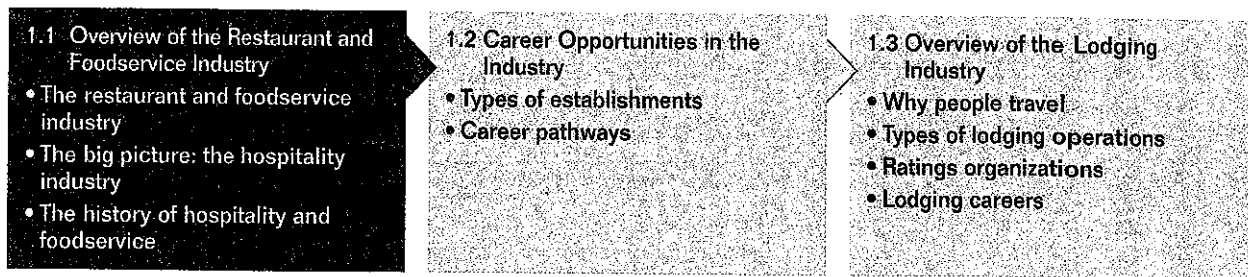 1.1 Overview of the Restaurant and
Foodservice Industry
• The restaurant and foodservice
industry
• The big picture: the hospitality
industry
• The history of hospitality and
foodservice
1.2 Career Opportunities in the
Industry
• Types of establishments
• Career pathways
1.3 Overview of the Lodging
Industry
• Why people travel
• Types of lodging operations
• Ratings organizations
• Lodging careers